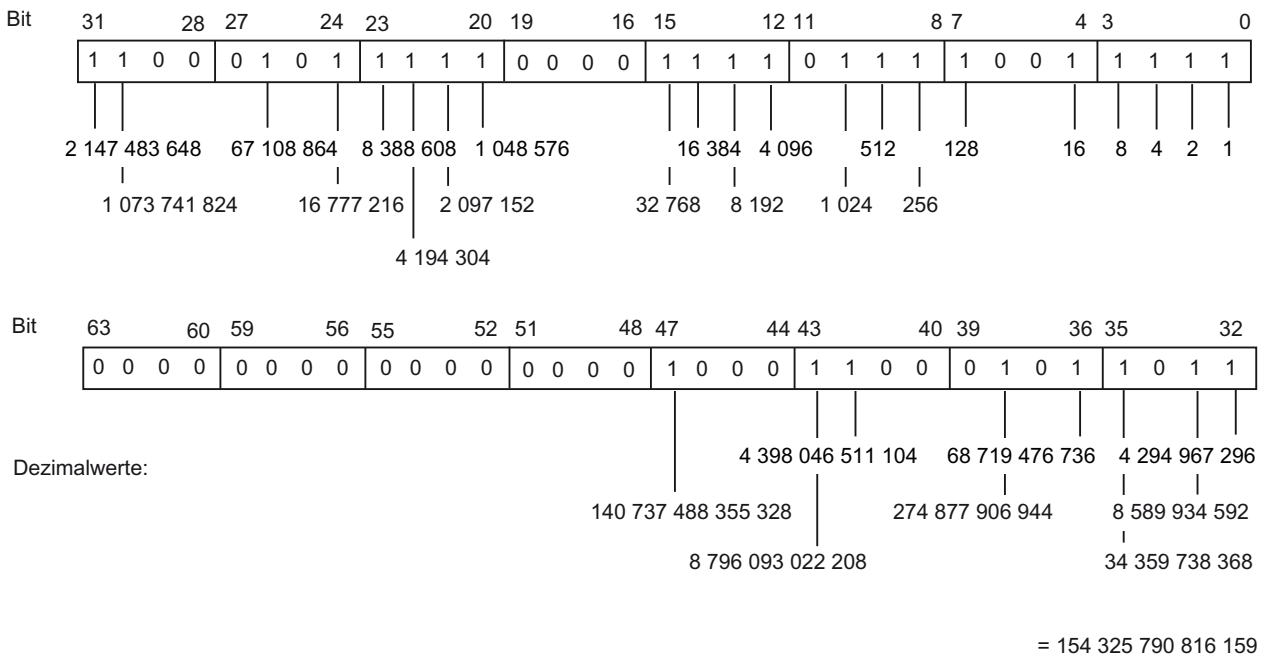 Bit 31 28 27 24 23 20 19 16 15 12 11 8 7 4 3 0
1 1 0 0 0 1 0 1 1 1 1 1 0 0 0 0 1 1 1 1 0 1 1 1 1 0 0 1 1 1 1 1
2 147 483 648 67 108 864 8 388 608 1 048 576 16 384 4 096 512 128 16 8 4 2 1
1 073 741 824 16 777 216 2 097 152 32 768 8 192 1 024 256
4 194 304
Bit 63 60 59 56 55 52 51 48 47 44 43 40 39 36 35 32
0 0 0 0 0 0 0 0 0 0 0 0 0 0 0 0 1 0 0 0 1 1 0 0 0 1 0 1 1 0 1 1
4 398 046 511 104 68 719 476 736 4 294 967 296
Dezimalwerte:
140 737 488 355 328 274 877 906 944 8 589 934 592
8 796 093 022 208 34 359 738 368
= 154 325 790 816 159